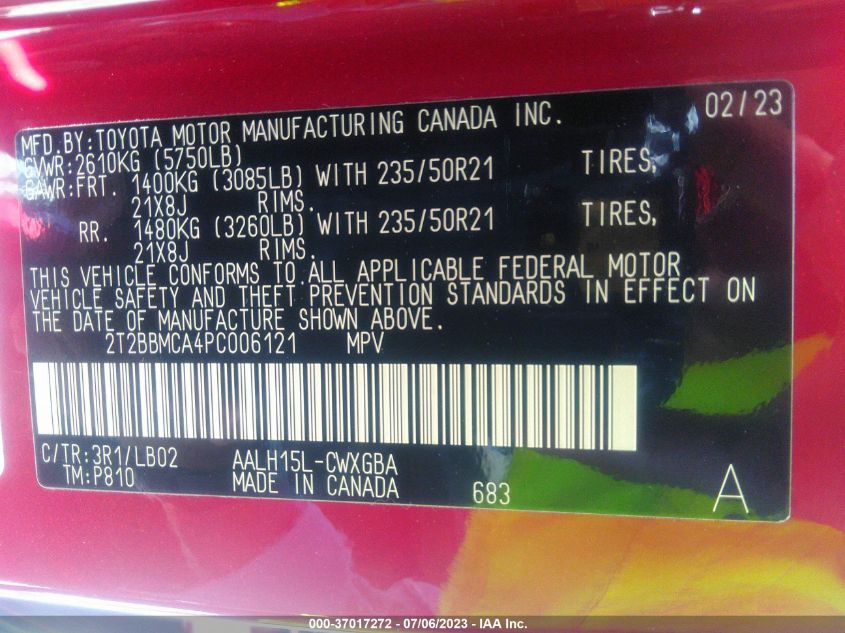 02/23
MFD.BY:TOYOTA MOTOR MANUFACTURING CANADA INC.
GVWR:2610KG (5750LB)
GAWR:FRT. 1400KG (3085LB) WITH 235/50R21 TIRES,
21X8J RIMS.
RR. 1480KG (3260LB) WITH 235/50R21 TIRES,
21X8J RIMS.
THIS VEHICLE CONFORMS TO ALL APPLICABLE FEDERAL MOTOR
VEHICLE SAFETY AND THEFT PREVENTION STANDARDS IN EFFECT ON
THE DATE OF MANUFACTURE SHOWN ABOVE.
2T2BBMCA4PC006121 MPV
C/TR:3R1/LB02 AALH15L-CWXGBA
TM:P810 MADE IN CANADA 683 A
000-37017272 - 07/06/2023 - IAA Inc.